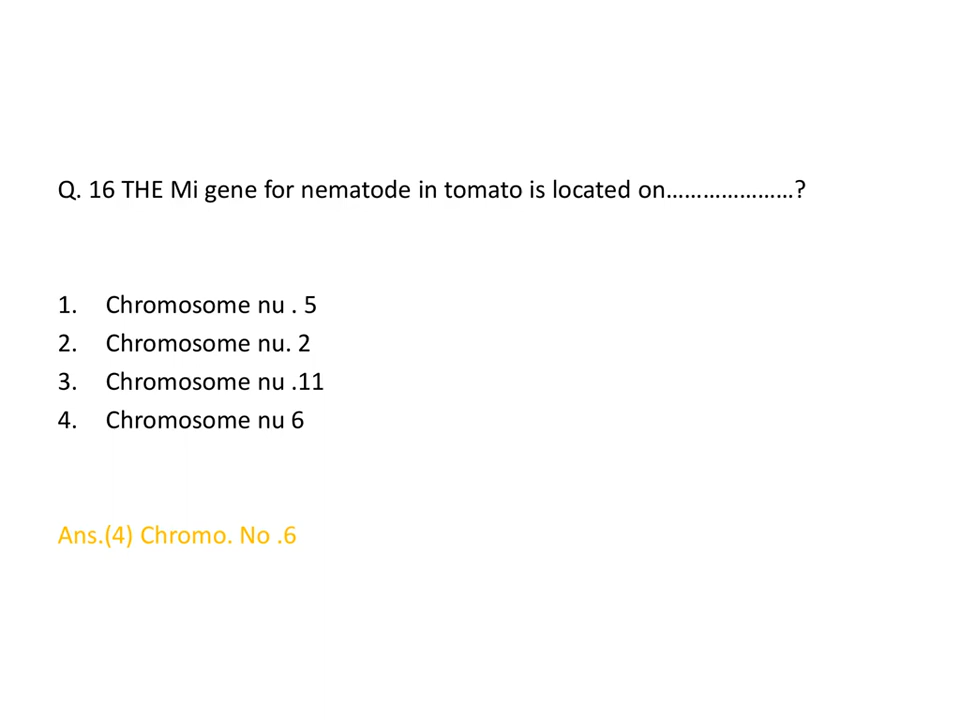 Q. 16 THE Mi gene for nematode in tomato is located on…………………?
1. Chromosome nu . 5
2. Chromosome nu. 2
3. Chromosome nu .11
4. Chromosome nu 6
Ans.(4) Chromo. No .6